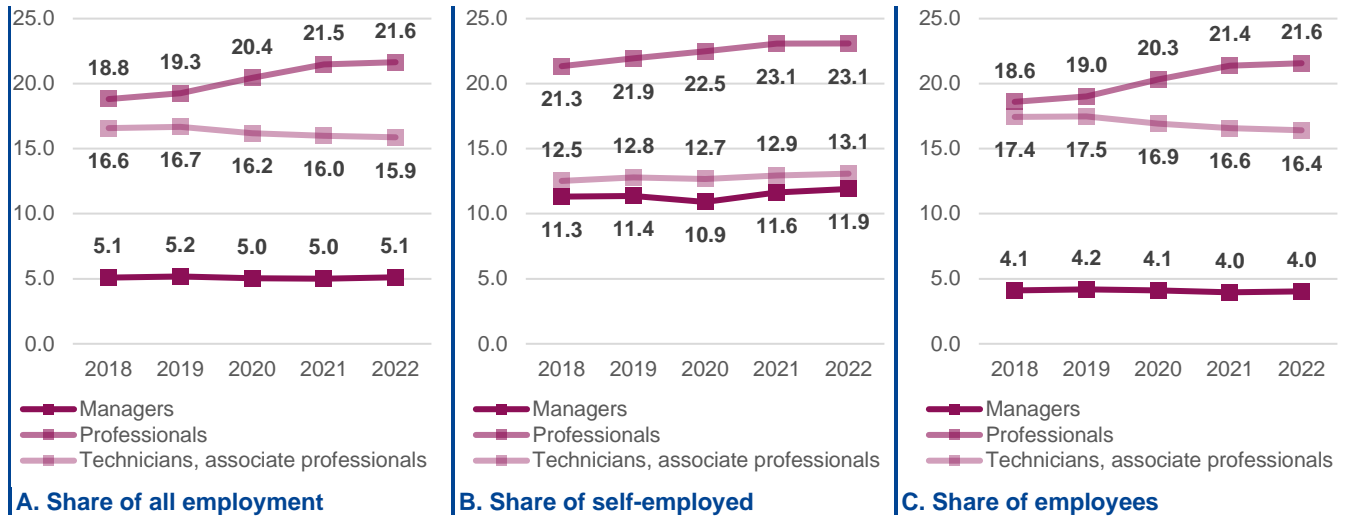 25.0
20.0
15.0
10.0
5.0
0.0
18.8 19.3 20.4 21.5 21.6
16.6 16.7 16.2 16.0 15.9
5.1 5.2 5.0 5.0 5.1
2018 2019 2020 2021 2022
Managers
Professionals
Technicians, associate professionals
A. Share of all employment
25.0
20.0
15.0
10.0
5.0
0.0
21.3 21.9 22.5 23.1 23.1
12.5 12.8 12.7 12.9 13.1
11.3 11.4 10.9 11.6 11.9
2018 2019 2020 2021 2022
Managers
Professionals
Technicians, associate professionals
B. Share of self-employed
25.0
20.0
15.0
10.0
5.0
0.0
18.6 19.0 20.3 21.4 21.6
17.4 17.5 16.9 16.6 16.4
4.1 4.2 4.1 4.0 4.0
2018 2019 2020 2021 2022
Managers
Professionals
Technicians, associate professionals
C. Share of employees